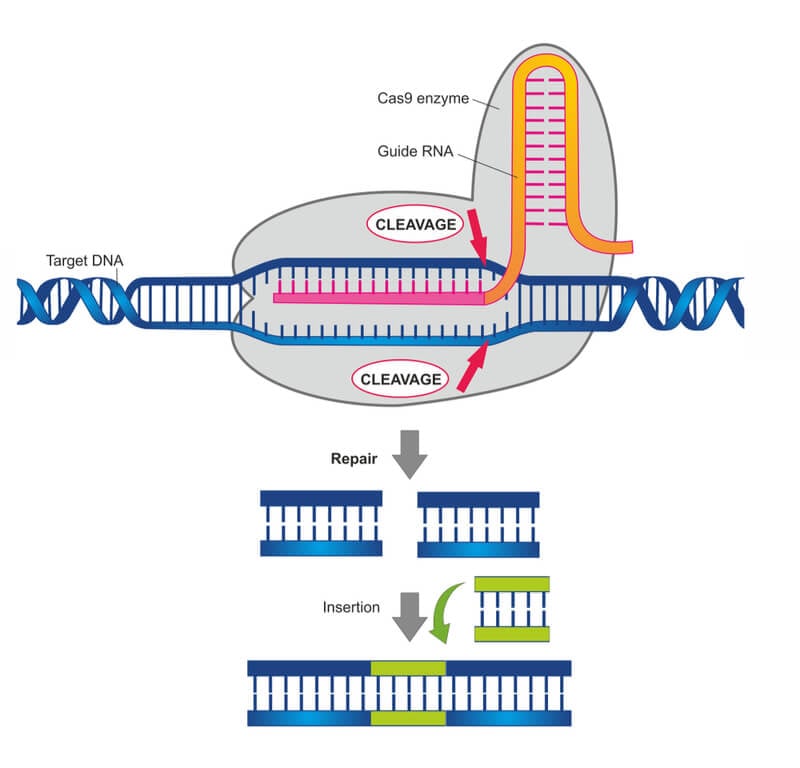 Cas9 enzyme
Guide RNA
CLEAVAGE
Target DNA
CLEAVAGE
Repair
Insertion